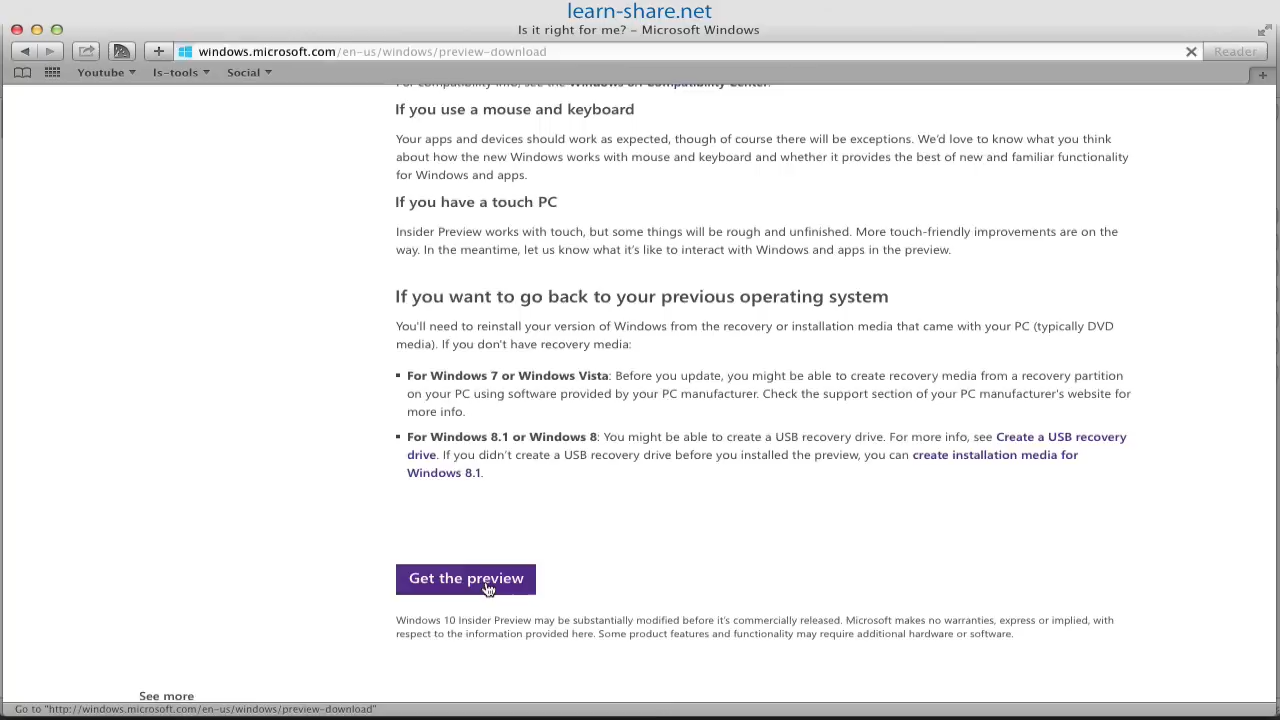 learn-share.net
Is it right for me? – Microsoft Windows
windows.microsoft.com/en-us/windows/preview-download
Reader
Youtube
ls-tools
Social
For compatibility info, see the Windows 8.1 Compatibility Center.
If you use a mouse and keyboard
Your apps and devices should work as expected, though of course there will be exceptions. We'd love to know what you think
about how the new Windows works with mouse and keyboard and whether it provides the best of new and familiar functionality
for Windows and apps.
If you have a touch PC
Insider Preview works with touch, but some things will be rough and unfinished. More touch-friendly improvements are on the
way. In the meantime, let us know what it's like to interact with Windows and apps in the preview.
If you want to go back to your previous operating system
You'll need to reinstall your version of Windows from the recovery or installation media that came with your PC (typically DVD
media). If you don't have recovery media:
For Windows 7 or Windows Vista: Before you update, you might be able to create recovery media from a recovery partition
on your PC using software provided by your PC manufacturer. Check the support section of your PC manufacturer's website for
more info.
For Windows 8.1 or Windows 8: You might be able to create a USB recovery drive. For more info, see Create a USB recovery
drive. If you didn't create a USB recovery drive before you installed the preview, you can create installation media for
Windows 8.1.
Get the preview
Windows 10 Insider Preview may be substantially modified before it's commercially released. Microsoft makes no warranties, express or implied, with
respect to the information provided here. Some product features and functionality may require additional hardware or software.
See more
Go to "http://windows.microsoft.com/en-us/windows/preview-download"